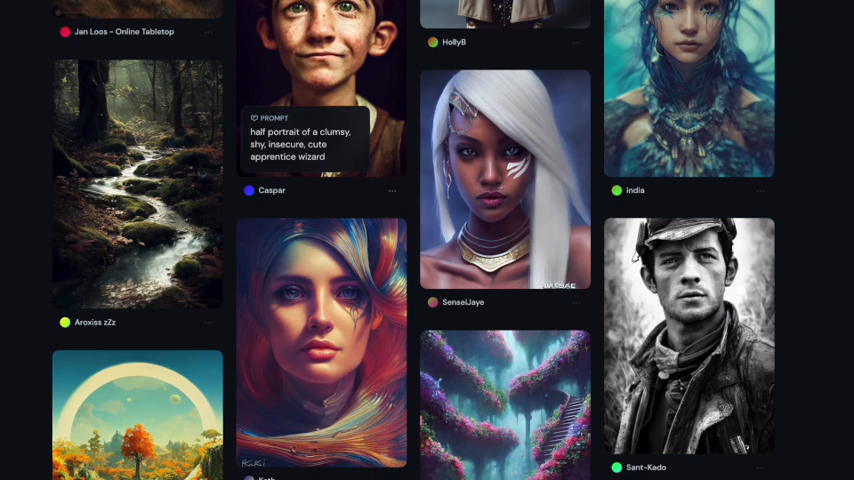 Jan Loos - Online Tabletop
PROMPT
half portrait of a clumsy,
shy, insecure, cute
apprentice wizard
Caspar
Aroxiss zZz
HollyB
SenseiJaye
india
Sant-Kado